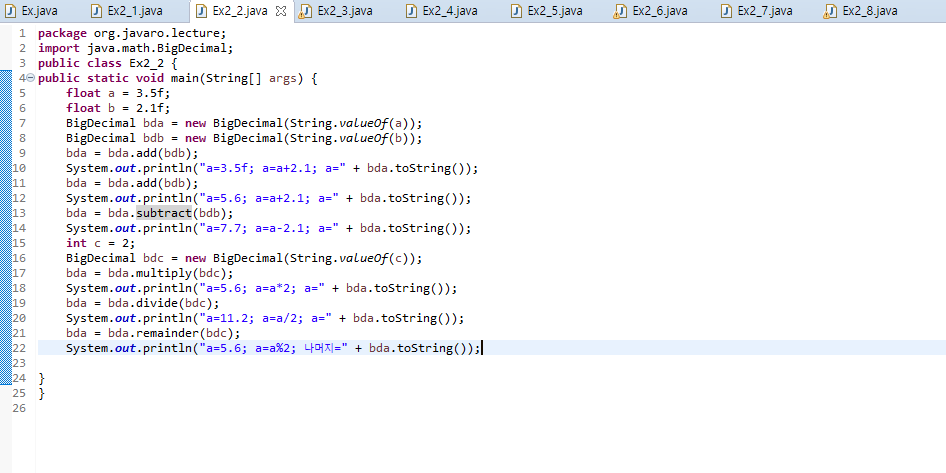 Ex.java Ex2_1.java Ex2_2.java Ex2_3.java Ex2_4.java Ex2_5.java Ex2_6.java Ex2_7.java Ex2_8.java
1 package org.javaro.lecture;
2 import java.math.BigDecimal;
3 public class Ex2_2 {
4 public static void main(String[] args) {
5 float a = 3.5f;
6 float b = 2.1f;
7 BigDecimal bda = new BigDecimal(String.valueOf(a));
8 BigDecimal bdb = new BigDecimal(String.valueOf(b));
9 bda = bda.add(bdb);
10 System.out.println("a=3.5f; a=a+2.1; a=" + bda.toString());
11 bda = bda.add(bdb);
12 System.out.println("a=5.6; a=a+2.1; a=" + bda.toString());
13 bda = bda.subtract(bdb);
14 System.out.println("a=7.7; a=a-2.1; a=" + bda.toString());
15 int c = 2;
16 BigDecimal bdc = new BigDecimal(String.valueOf(c));
17 bda = bda.multiply(bdc);
18 System.out.println("a=5.6; a=a*2; a=" + bda.toString());
19 bda = bda.divide(bdc);
20 System.out.println("a=11.2; a=a/2; a=" + bda.toString());
21 bda = bda.remainder(bdc);
22 System.out.println("a=5.6; a=a%2; 나머지=" + bda.toString());
23
24 }
25 }
26